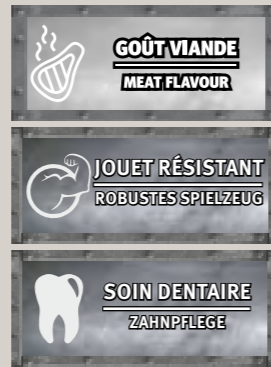 GOÛT VIANDE
MEAT FLAVOUR
JOUET RÉSISTANT
ROBUSTES SPIELZEUG
SOIN DENTAIRE
ZAHNPFLEGE